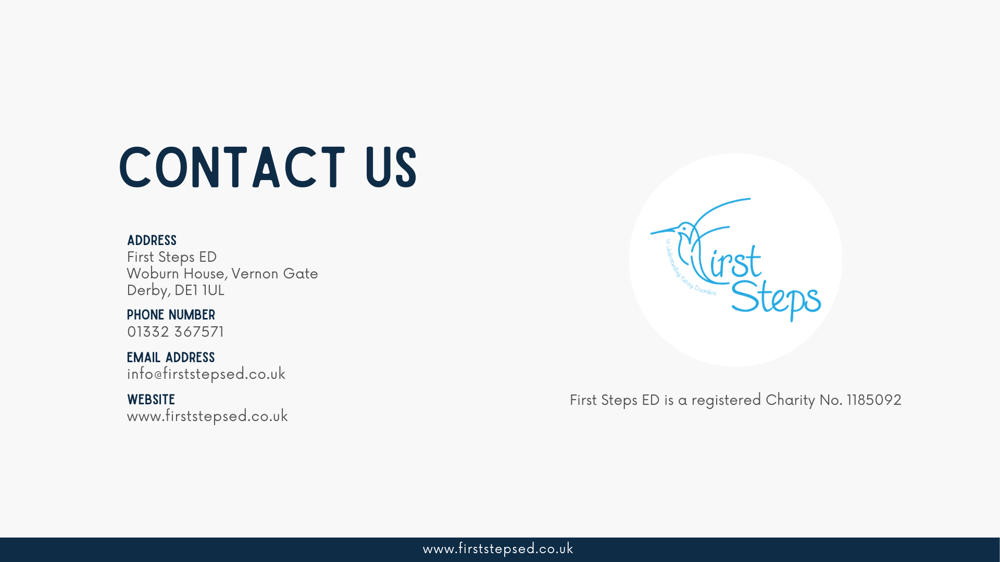 CONTACT US
ADDRESS
First Steps ED
Woburn House, Vernon Gate
Derby, DE1 1UL
PHONE NUMBER
01332 367571
EMAIL ADDRESS
info@firststepsed.co.uk
WEBSITE
www.firststepsed.co.uk
First
Steps
to Understanding Eating Disorders
First Steps ED is a registered Charity No. 1185092
www.firststepsed.co.uk